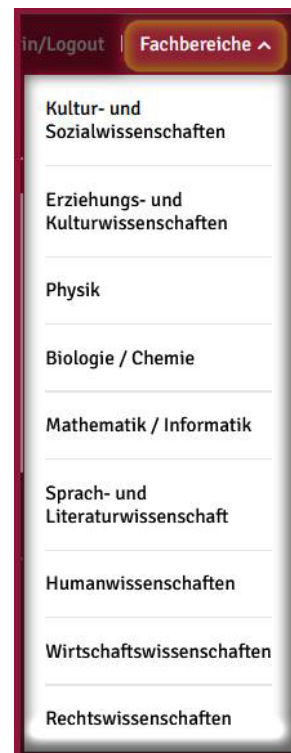 in/Logout | Fachbereiche
Kultur- und
Sozialwissenschaften
Erziehungs- und
Kulturwissenschaften
Physik
Biologie / Chemie
Mathematik / Informatik
Sprach- und
Literaturwissenschaft
Humanwissenschaften
Wirtschaftswissenschaften
Rechtswissenschaften